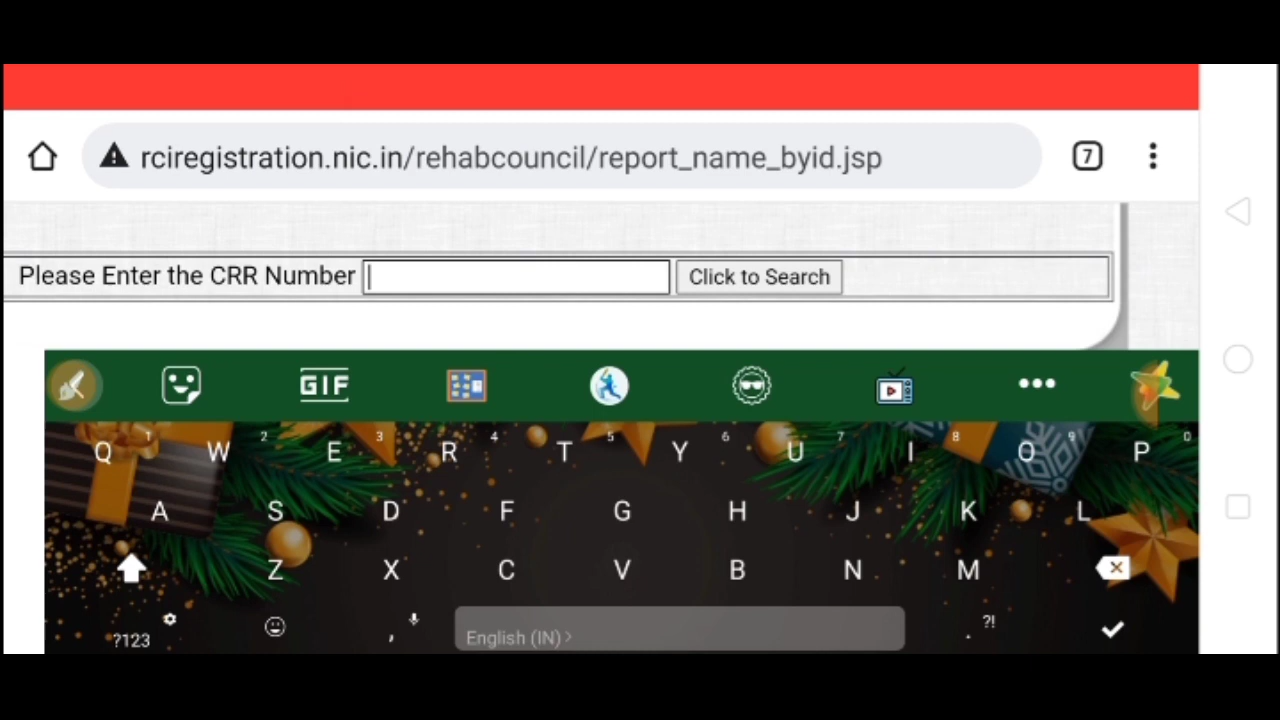 rciregistration.nic.in/rehabcouncil/report_name_byid.jsp
7
Please Enter the CRR Number
Click to Search
GIF
1 2 3 4 5 6 7 8 9 0
Q W E R T Y U I O P
A S D F G H J K L
Z X C V B N M
?123 , English (IN) . ?!